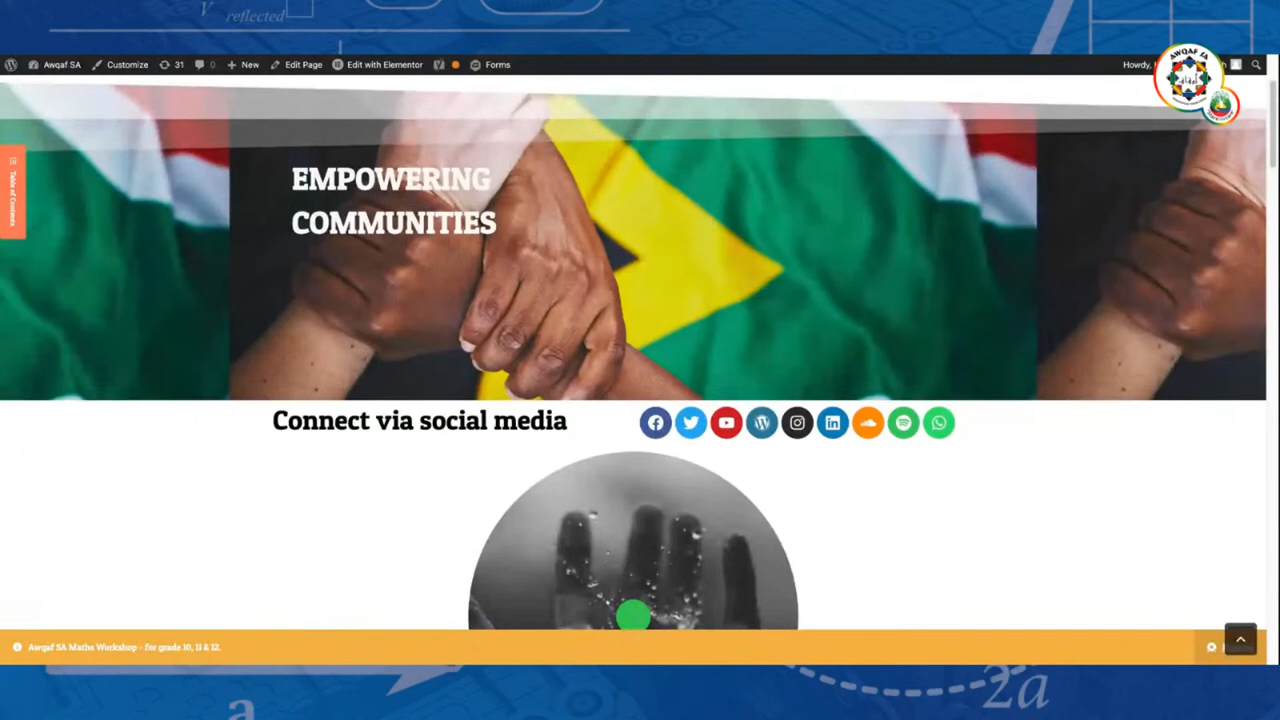 V reflected
Awqaf SA Customize 31 0 New Edit Page Edit with Elementor Forms Howdy,
AWQAF SA
Table of Contents
EMPOWERING
COMMUNITIES
Connect via social media
Awqaf SA Maths Workshop - For grade 10, 11 & 12.
a
2a